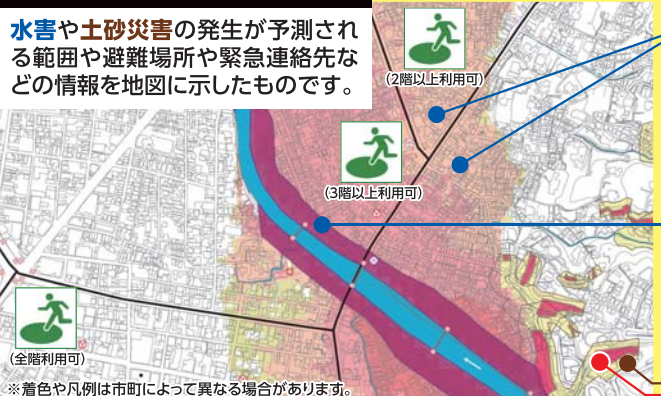 水害や土砂災害の発生が予測され
る範囲や避難場所や緊急連絡先な
どの情報を地図に示したものです。
(2階以上利用可)
(3階以上利用可)
(全階利用可)
※着色や凡例は市町によって異なる場合があります。